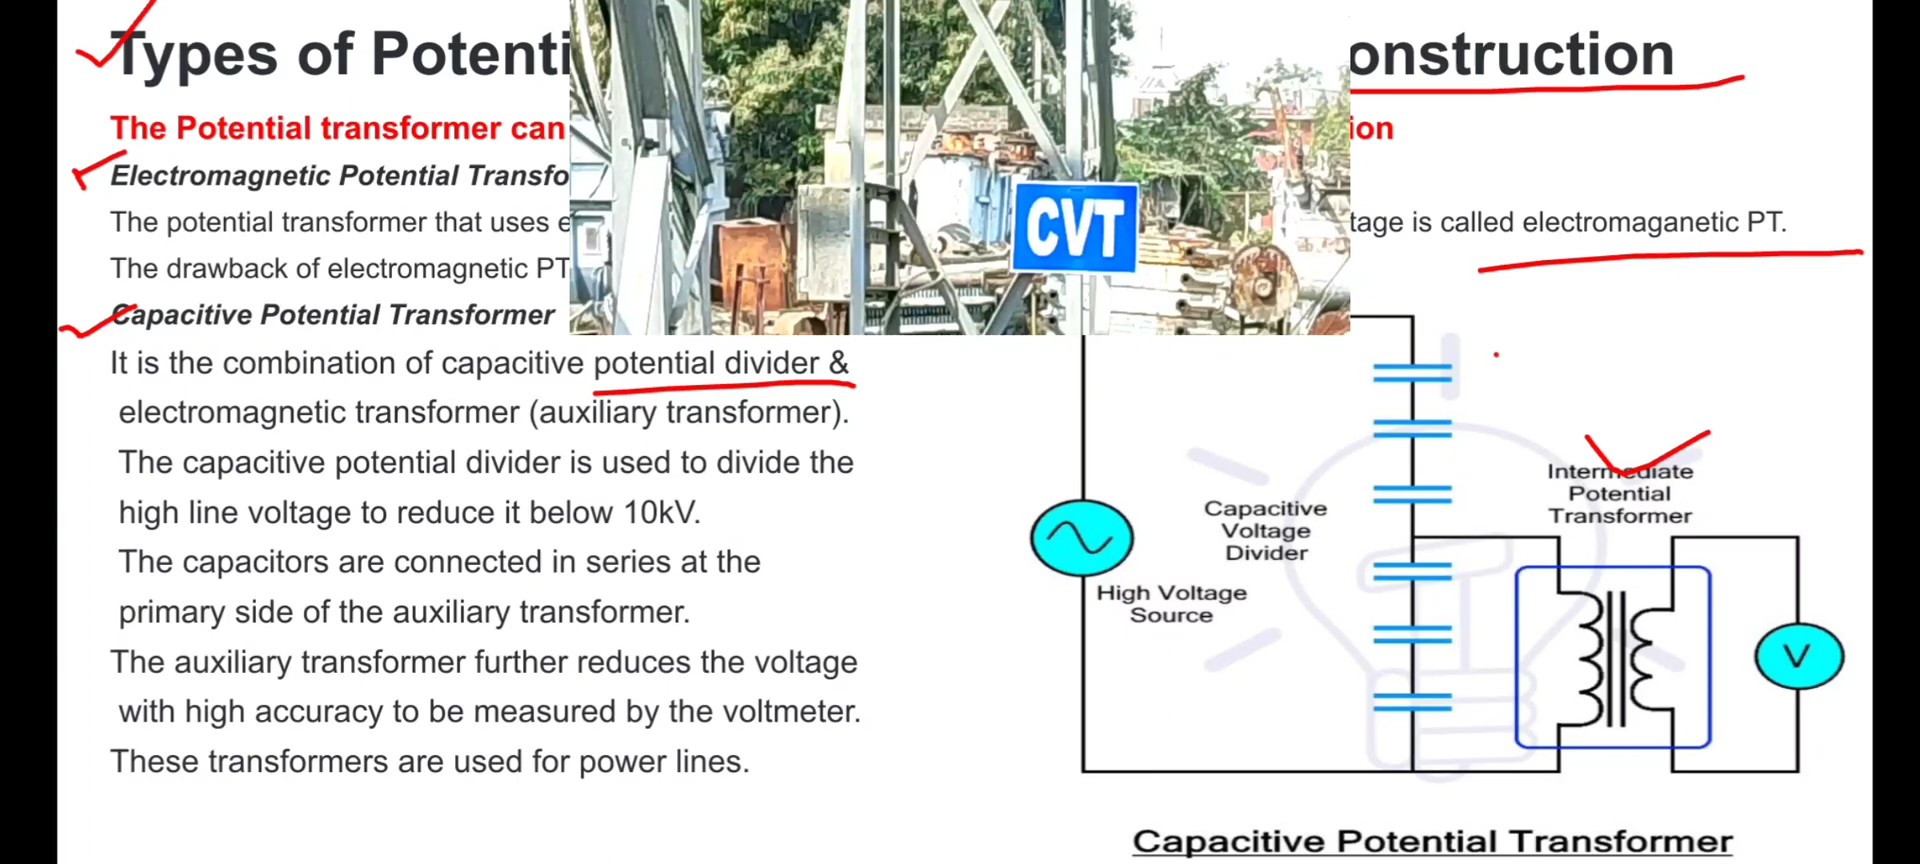 Types of Potenti
onstruction
The Potential transformer can
ion
Electromagnetic Potential Transfo
The potential transformer that uses e
tage is called electromaganetic PT.
The drawback of electromagnetic PT
Capacitive Potential Transformer
It is the combination of capacitive potential divider &
electromagnetic transformer (auxiliary transformer).
The capacitive potential divider is used to divide the
high line voltage to reduce it below 10kV.
The capacitors are connected in series at the
primary side of the auxiliary transformer.
The auxiliary transformer further reduces the voltage
with high accuracy to be measured by the voltmeter.
These transformers are used for power lines.
CVT
Capacitive
Voltage
Divider
High Voltage
Source
Intermediate
Potential
Transformer
V
Capacitive Potential Transformer